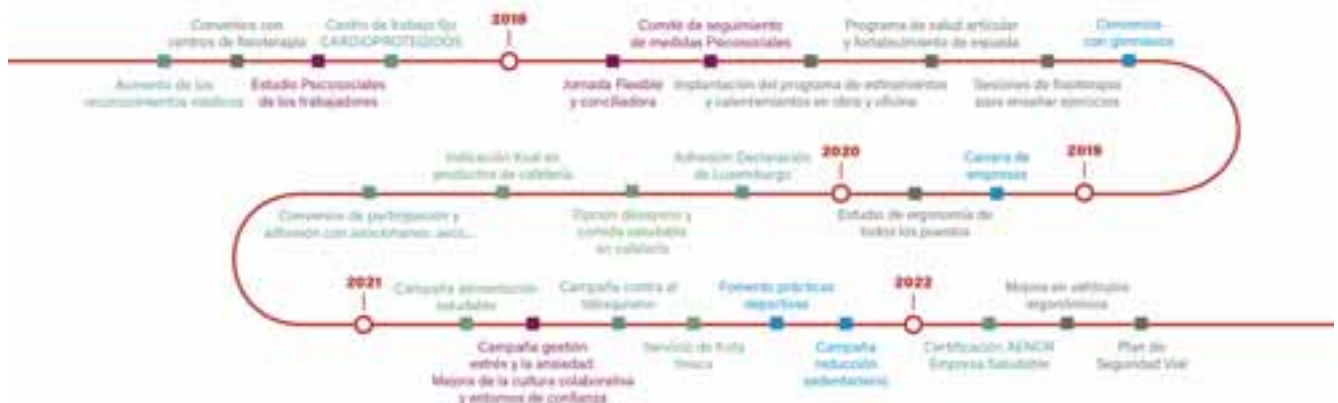 Aumento de los
reconocimientos médicos
Convenios con
centros de fisioterapia
Estudio Psicosociales
de los trabajadores
Centro de trabajo fijo
CARDIOPROTEGIDOS
2018
Jornada Flexible
y conciliadora
Comité de seguimiento
de medidas Psicosociales
Implantación del programa de estiramientos
y calentamientos en obra y oficina
Programa de salud articular
y fortalecimiento de espalda
Sesiones de fisioterapia
para enseñar ejercicios
Convenios
con gimnasios
2019
Carrera de
empresas
Estudio de ergonomía de
todos los puestos
2020
Adhesión Declaración
de Luxemburgo
Opción desayuno y
comida saludable
en cafetería
Indicación Kcal en
productos de cafetería
Convenios de participación y
adhesión con
2021
Campaña alimentación
saludable
Campaña gestión
estrés y la ansiedad:
Mejora de la cultura colaborativa
y entornos de confianza
Campaña contra el
tabaquismo
Servicio de fruta
fresca
Fomento prácticas
deportivas
Campaña
reducción
sedentarismo
2022
Certificación AENOR
Empresa Saludable
Mejora en vehículos
ergonómicos
Plan de
Seguridad Vial